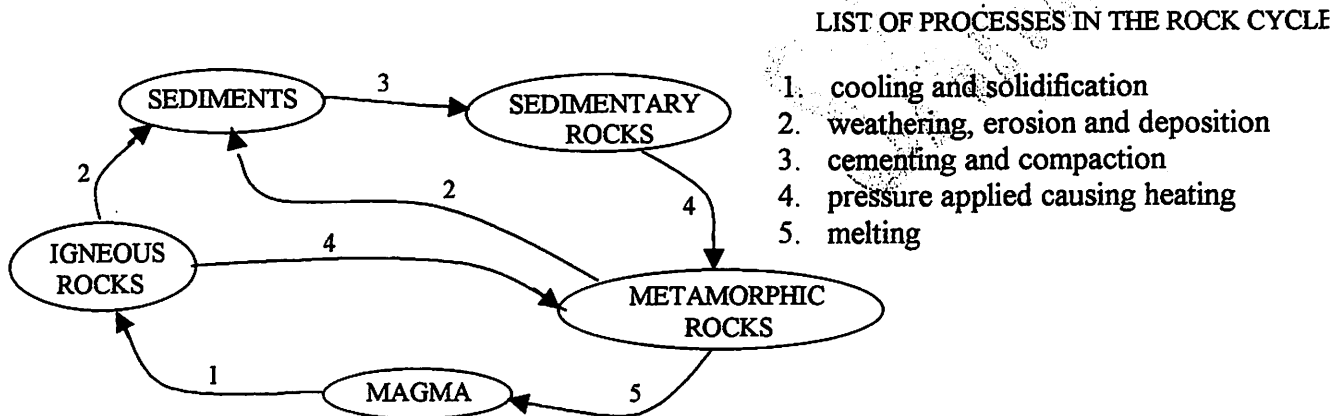 LIST OF PROCESSES IN THE ROCK CYCLE
1. cooling and solidification
2. weathering, erosion and deposition
3. cementing and compaction
4. pressure applied causing heating
5. melting
SEDIMENTS
3
SEDIMENTARY
ROCKS
2
2
4
IGNEOUS
ROCKS
4
METAMORPHIC
ROCKS
1
MAGMA
5